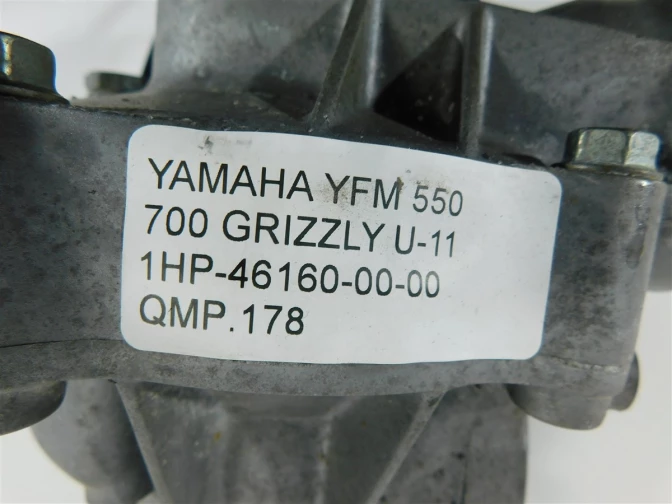 YAMAHA YFM 550
700 GRIZZLY U-11
1HP-46160-00-00
QMP.178